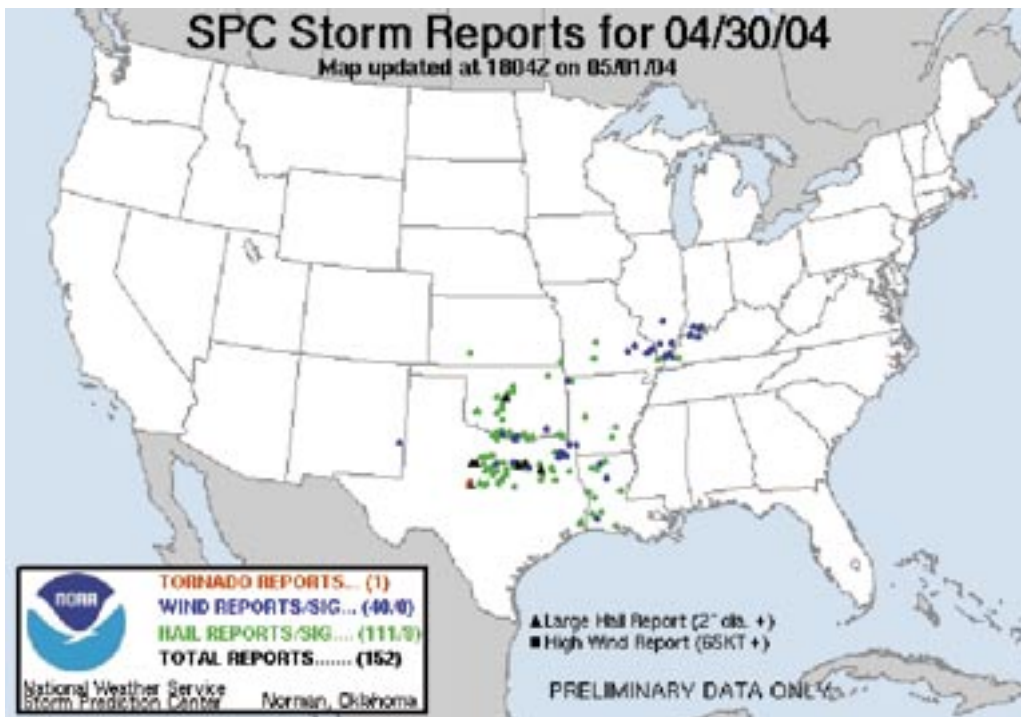 SPC Storm Reports for 04/30/04
Map updated at 1804Z on 05/01/04
NOAA
TORNADO REPORTS... (1)
WIND REPORTS/SIG... (40/0)
HAIL REPORTS/SIG.... (111/9)
TOTAL REPORTS....... (152)
National Weather Service
Storm Prediction Center
Norman, Oklahoma
▲Large Hail Report (2" dia. +)
■High Wind Report (65KT +)
PRELIMINARY DATA ONLY.